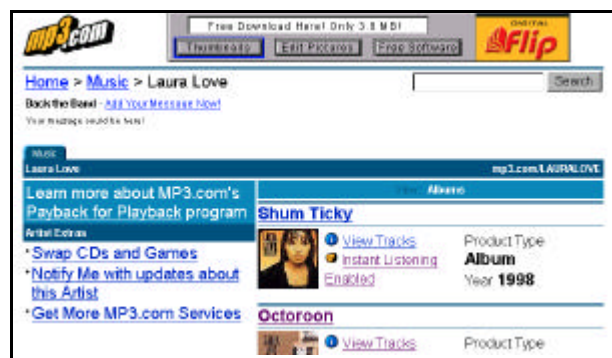 mp3.com
Free Download Here! Only 3.8 MB!
Thumbnails Edit Pictures Free Software
DIGITAL
Flip
Home > Music > Laura Love
Search
Back the Band - Add Your Message Now!
Your message could be here!
Music
Laura Love mp3.com/LAURALOVE
Learn more about MP3.com's
Payback for Playback program
Albums
Artist Extras
Swap CDs and Games
Notify Me with updates about
this Artist
Get More MP3.com Services
Shum Ticky
View Tracks Product Type
Instant Listening Album
Enabled Year 1998
Octoroon
View Tracks Product Type